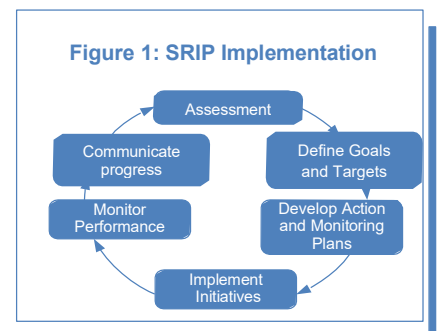 Figure 1: SRIP Implementation
Assessment
Define Goals
and Targets
Develop Action
and Monitoring
Plans
Implement
Initiatives
Monitor
Performance
Communicate
progress